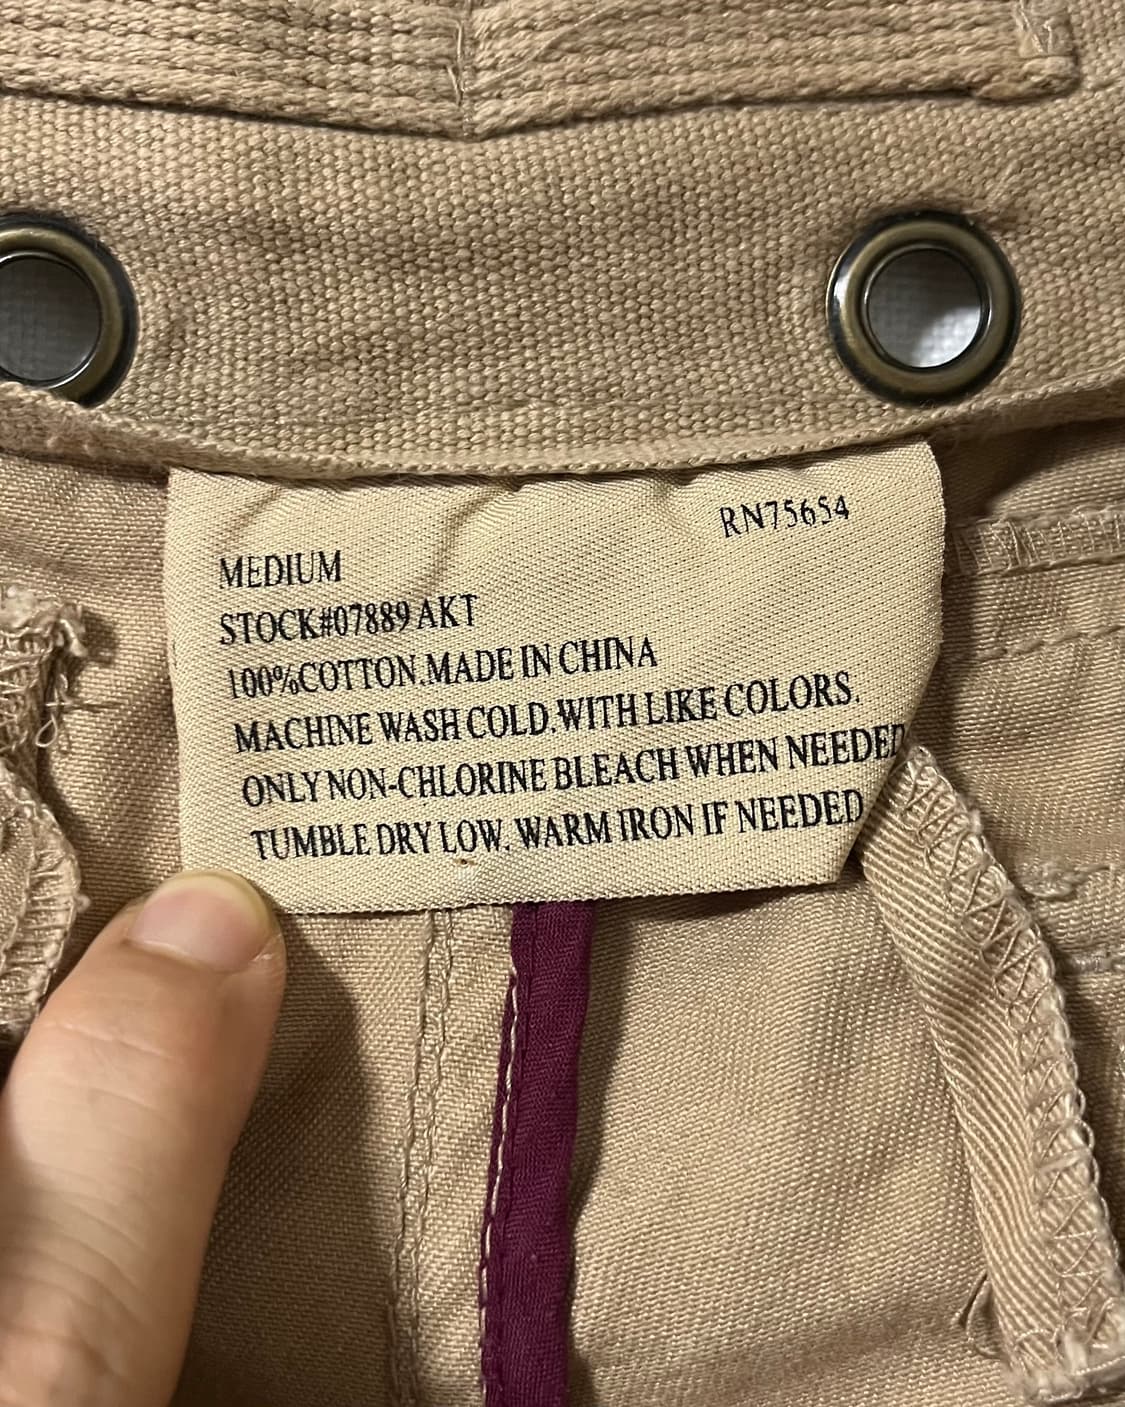 RN75654
MEDIUM
STOCK#07889 AKT
100%COTTON.MADE IN CHINA
MACHINE WASH COLD.WITH LIKE COLORS.
ONLY NON-CHLORINE BLEACH WHEN NEEDED
TUMBLE DRY LOW. WARM IRON IF NEEDED